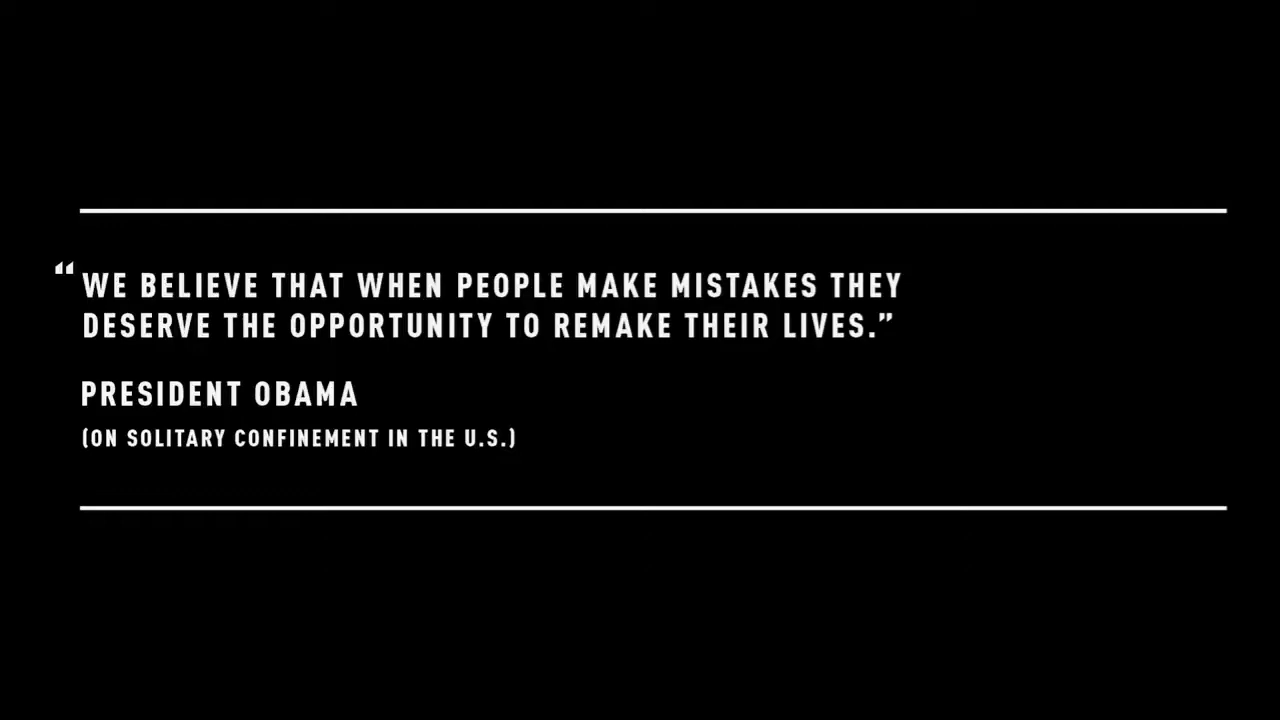 “WE BELIEVE THAT WHEN PEOPLE MAKE MISTAKES THEY
DESERVE THE OPPORTUNITY TO REMAKE THEIR LIVES.”
PRESIDENT OBAMA
(ON SOLITARY CONFINEMENT IN THE U.S.)